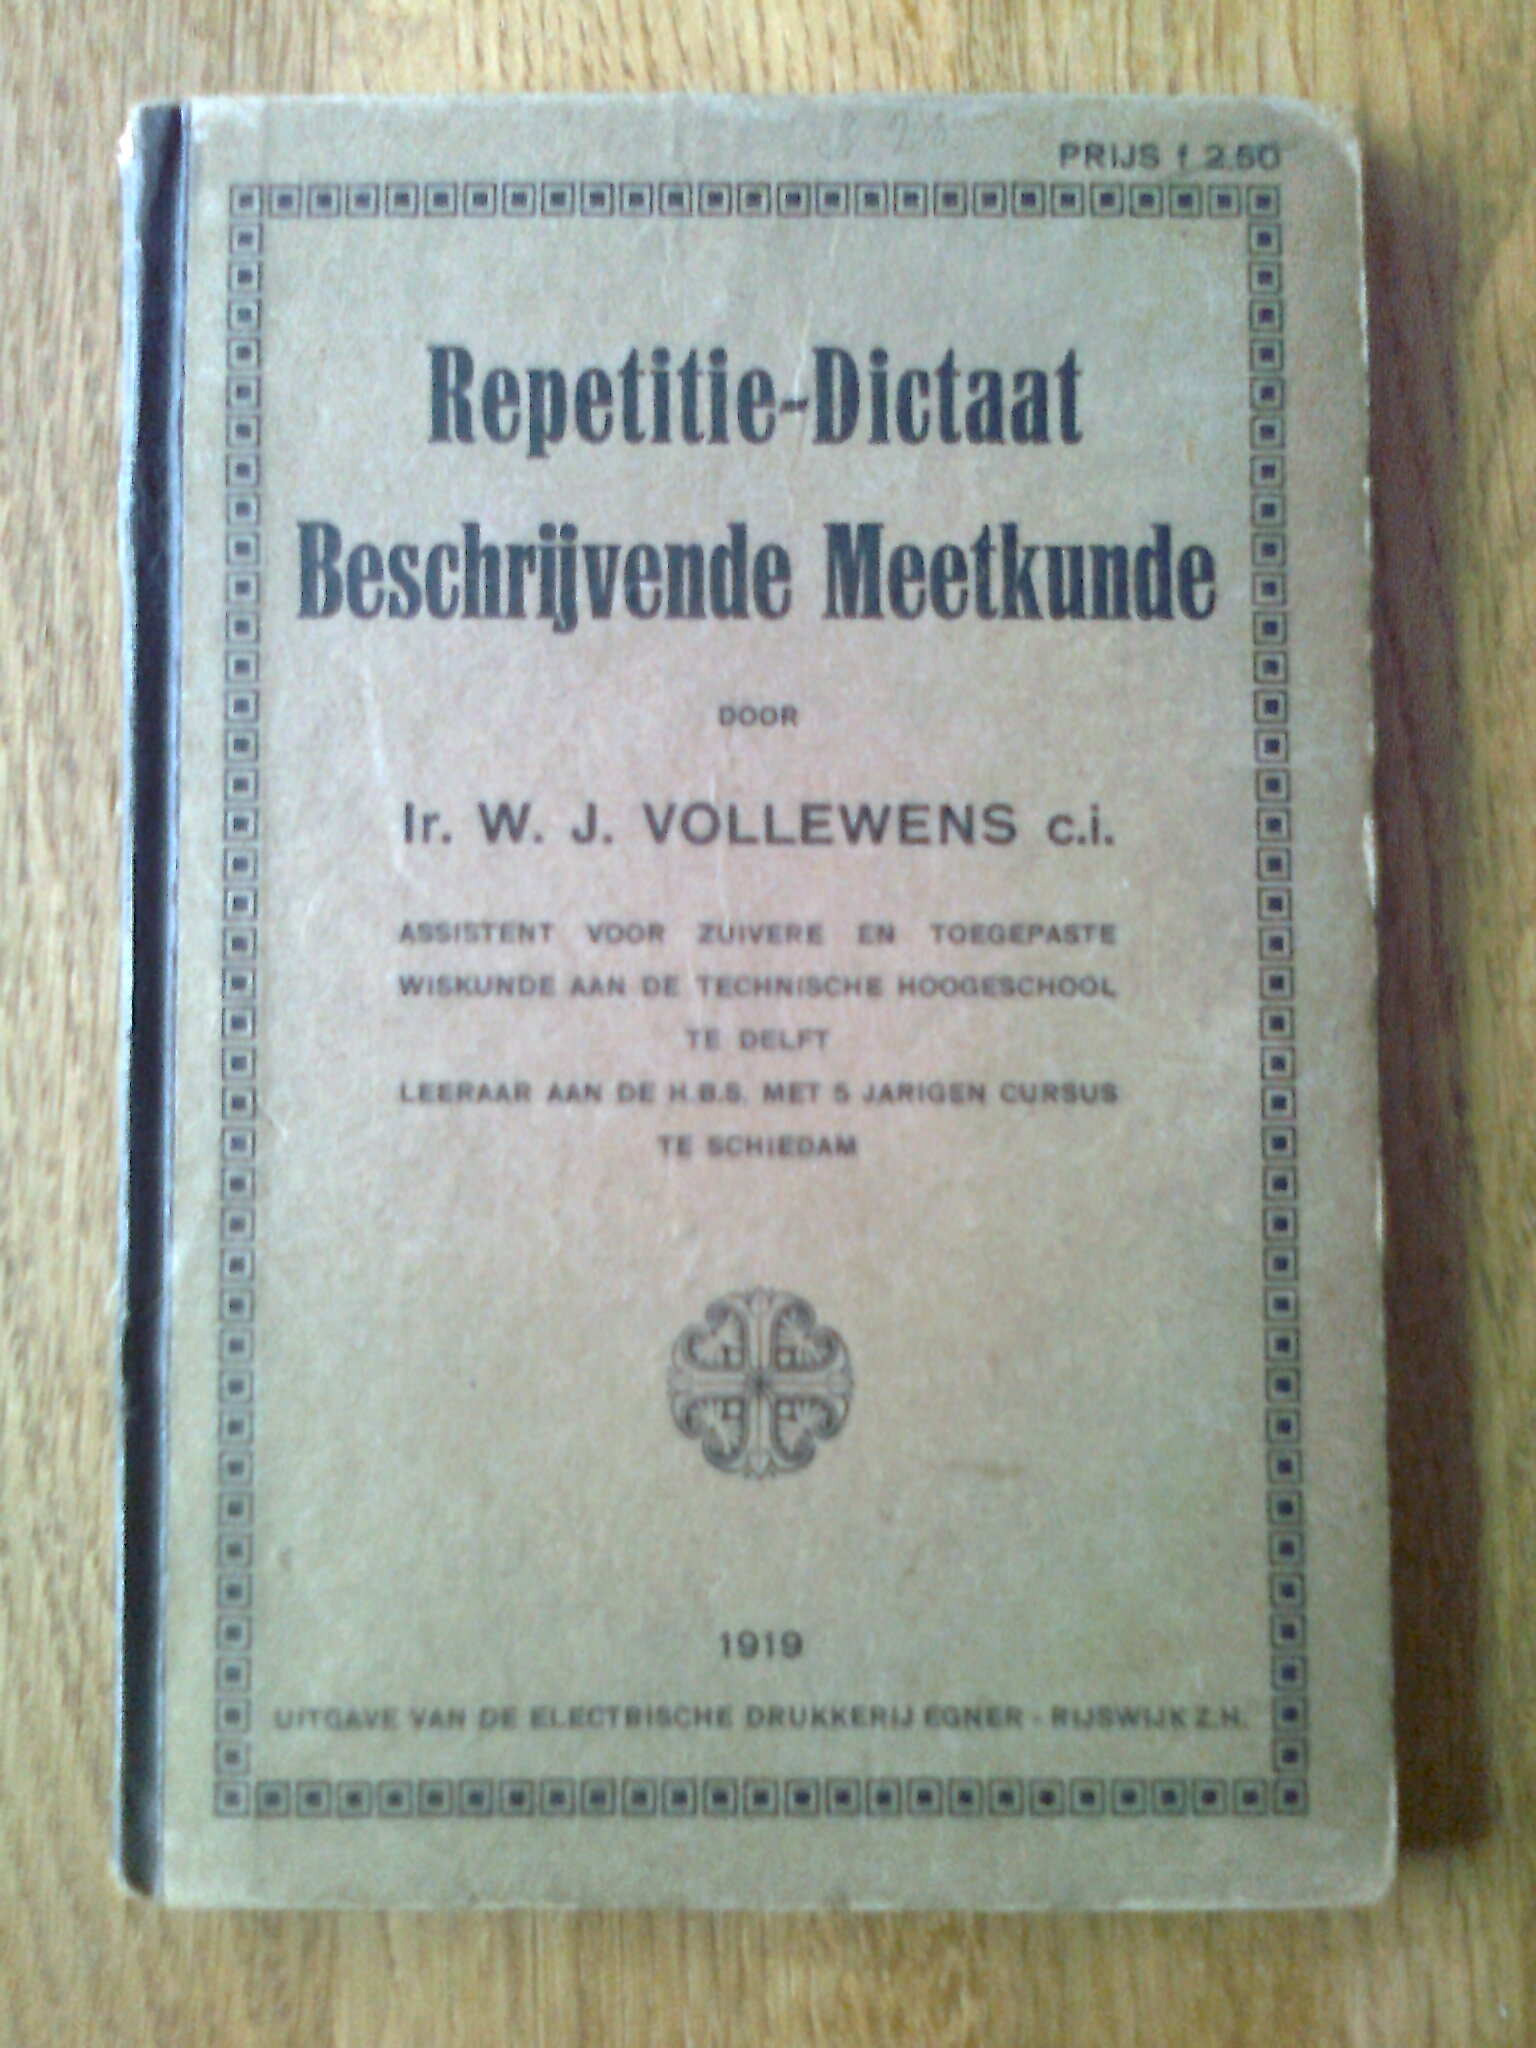 PRIJS f 2.50
Repetitie-Dictaat
Beschrijvende Meetkunde
DOOR
Ir. W. J. VOLLEWENS c.i.
ASSISTENT VOOR ZUIVERE EN TOEGEPASTE
WISKUNDE AAN DE TECHNISCHE HOOGESCHOOL
TE DELFT
LEERAAR AAN DE H.B.S. MET 5 JARIGEN CURSUS
TE SCHIEDAM
1919
UITGAVE VAN DE ELECTRISCHE DRUKKERIJ EGNER - RIJSWIJK Z.H.